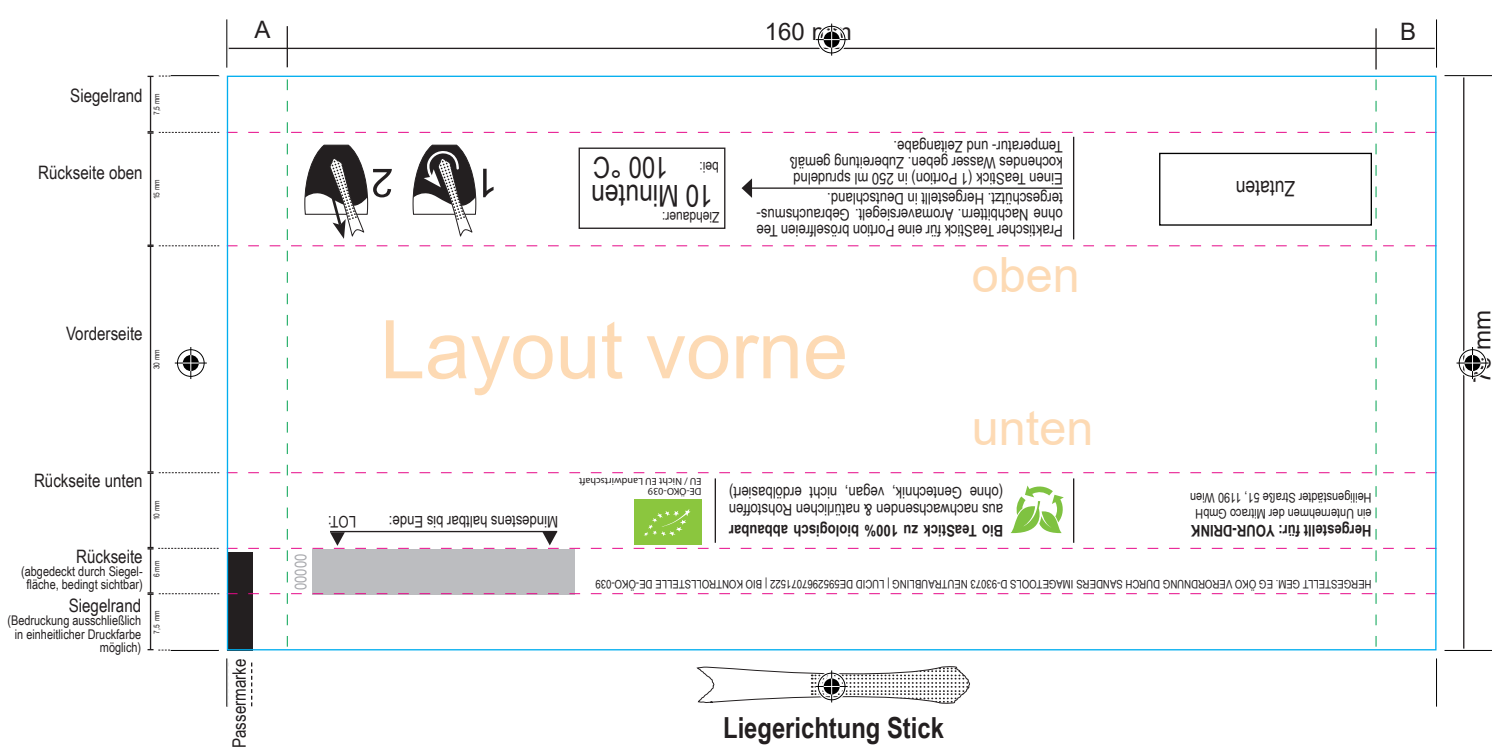 A
160 mm
B
Siegelrand
7,5 mm
Rückseite oben
15 mm
2
1
Ziehdauer:
10 Minuten
bei: 100 °C
Praktischer TeaStick für eine Portion bröselfreien Tee
ohne Nachbittern. Aromaversiegelt. Gebrauchsmus-
tergeschützt. Hergestellt in Deutschland.
Einen TeaStick (1 Portion) in 250 ml sprudelnd
kochendes Wasser geben. Zubereitung gemäß
Temperatur- und Zeitangabe.
Zutaten
Vorderseite
30 mm
oben
Layout vorne
unten
mm
Rückseite unten
10 mm
LOT:
Mindestens haltbar bis Ende:
DE-ÖKO-039
EU / Nicht EU Landwirtschaft
Bio TeaStick zu 100% biologisch abbaubar
aus nachwachsenden & natürlichen Rohstoffen
(ohne Gentechnik, vegan, nicht erdölbasiert)
Hergestellt für: YOUR-DRINK
ein Unternehmen der Mitraco GmbH
Heiligenstädter Straße 51, 1190 Wien
Rückseite
(abgedeckt durch Siegel-
fläche, bedingt sichtbar)
6 mm
00000
HERGESTELLT GEM. EG ÖKO VERORDNUNG DURCH SANDERS IMAGETOOLS D-93073 NEUTRAUBLING | LUCID DE5952967071522 | BIO KONTROLLSTELLE DE-ÖKO-039
Siegelrand
(Bedruckung ausschließlich
in einheitlicher Druckfarbe
möglich)
7,5 mm
Passermarke
Liegerichtung Stick